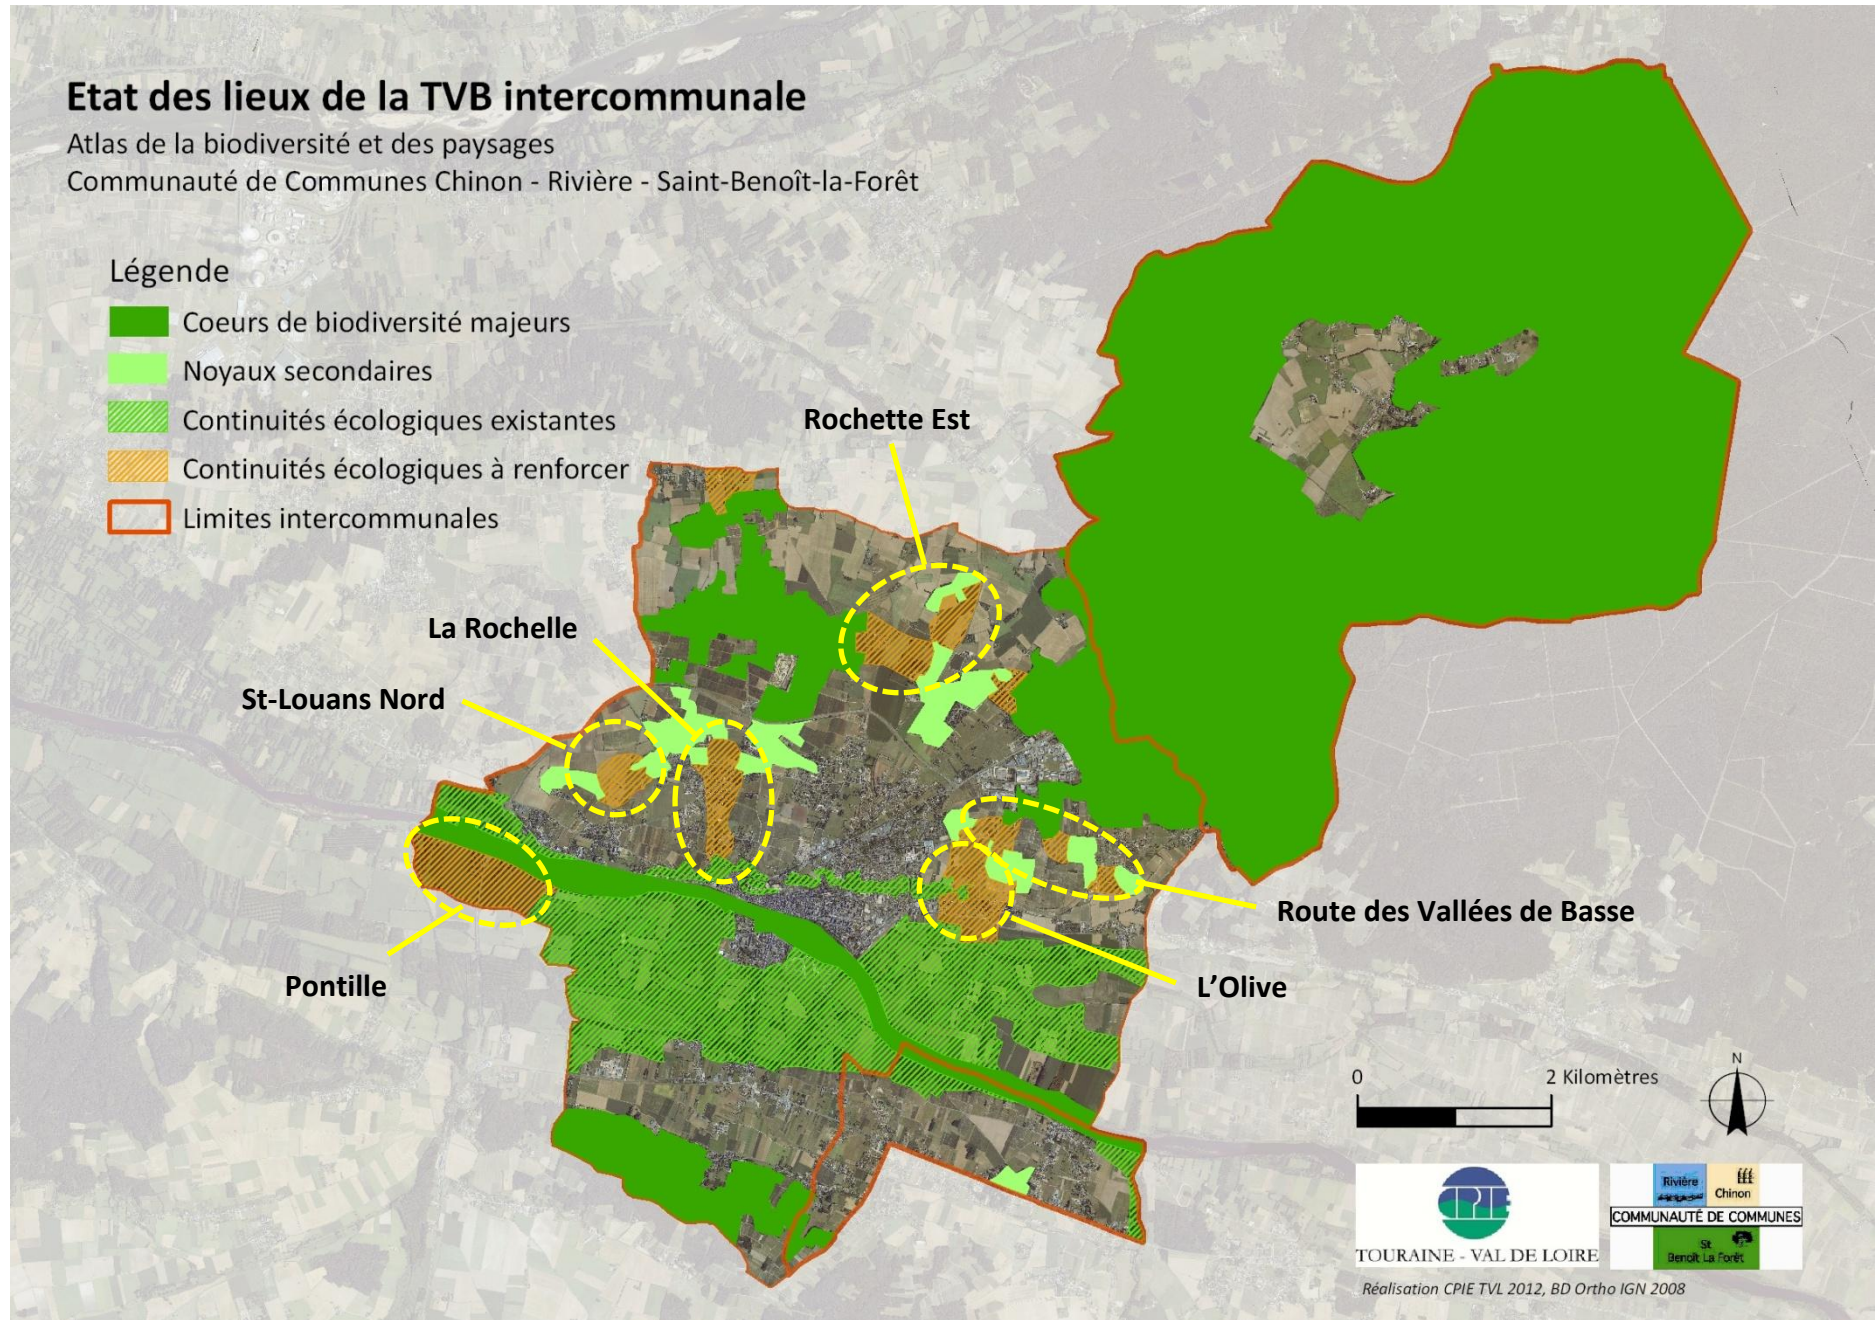 Etat des lieux de la TVB intercommunale
Atlas de la biodiversité et des paysages
Communauté de Communes Chinon - Rivière - Saint-Benoît-la-Forêt
Légende
Coeurs de biodiversité majeurs
Noyaux secondaires
Continuités écologiques existantes
Continuités écologiques à renforcer
Limites intercommunales
Rochette Est
La Rochelle
St-Louans Nord
Route des Vallées de Basse
Pontille
L’Olive
N
0 2 Kilomètres
CPIE
TOURAINE - VAL DE LOIRE
Rivière
Chinon
COMMUNAUTÉ DE COMMUNES
St
Benoît La Forêt
Réalisation CPIE TVL 2012, BD Ortho IGN 2008